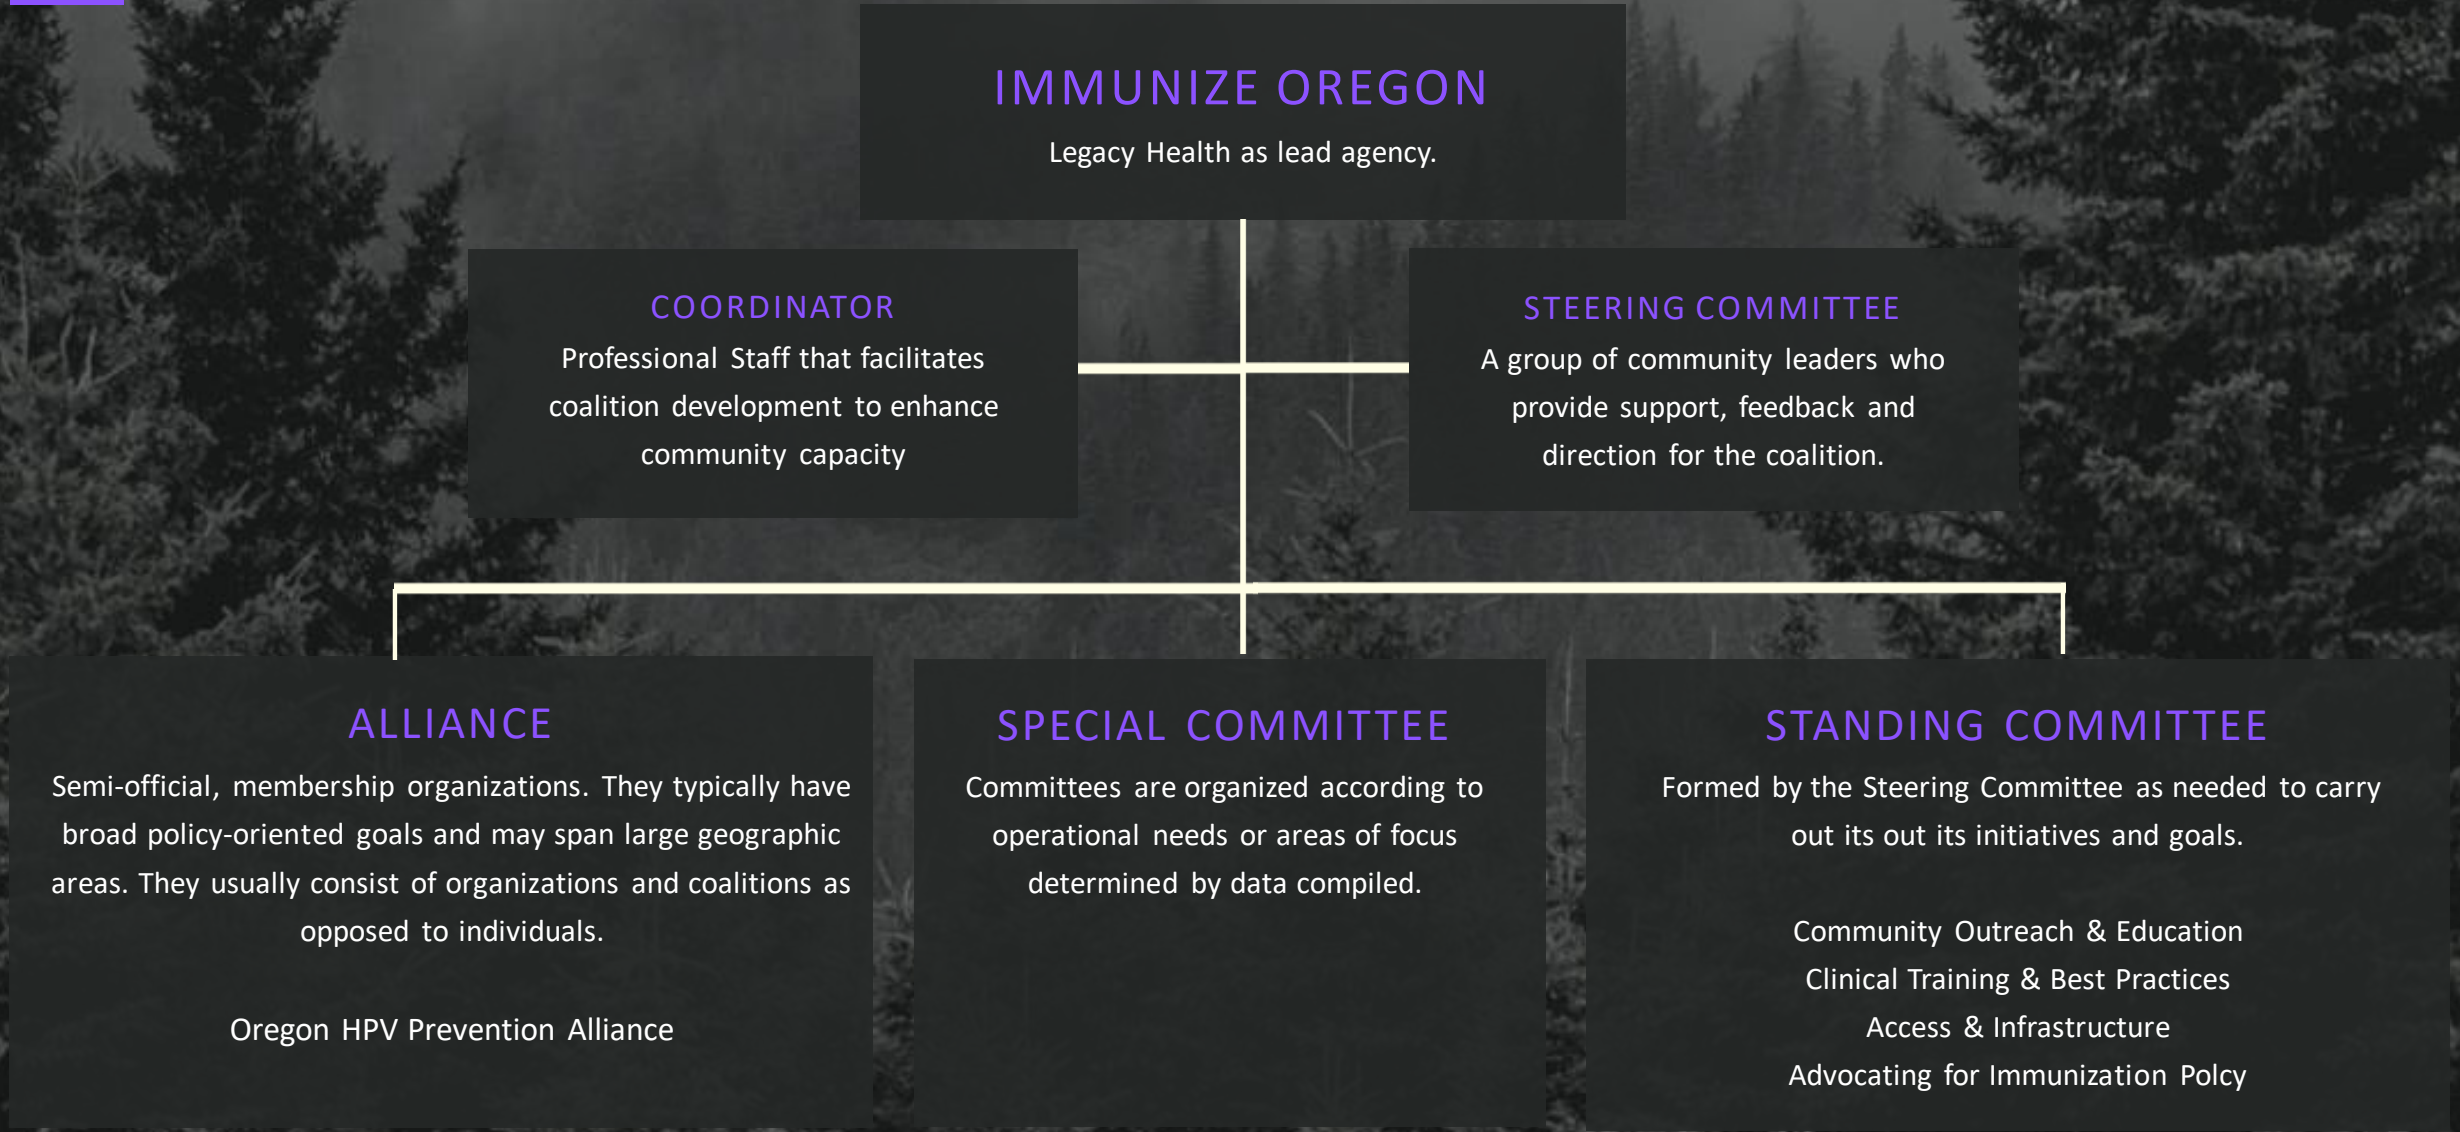 IMMUNIZE OREGON
Legacy Health as lead agency.
COORDINATOR
Professional Staff that facilitates
coalition development to enhance
community capacity
STEERING COMMITTEE
A group of community leaders who
provide support, feedback and
direction for the coalition.
ALLIANCE
Semi-official, membership organizations. They typically have
broad policy-oriented goals and may span large geographic
areas. They usually consist of organizations and coalitions as
opposed to individuals.
Oregon HPV Prevention Alliance
SPECIAL COMMITTEE
Committees are organized according to
operational needs or areas of focus
determined by data compiled.
STANDING COMMITTEE
Formed by the Steering Committee as needed to carry
out its out its initiatives and goals.
Community Outreach & Education
Clinical Training & Best Practices
Access & Infrastructure
Advocating for Immunization Polcy